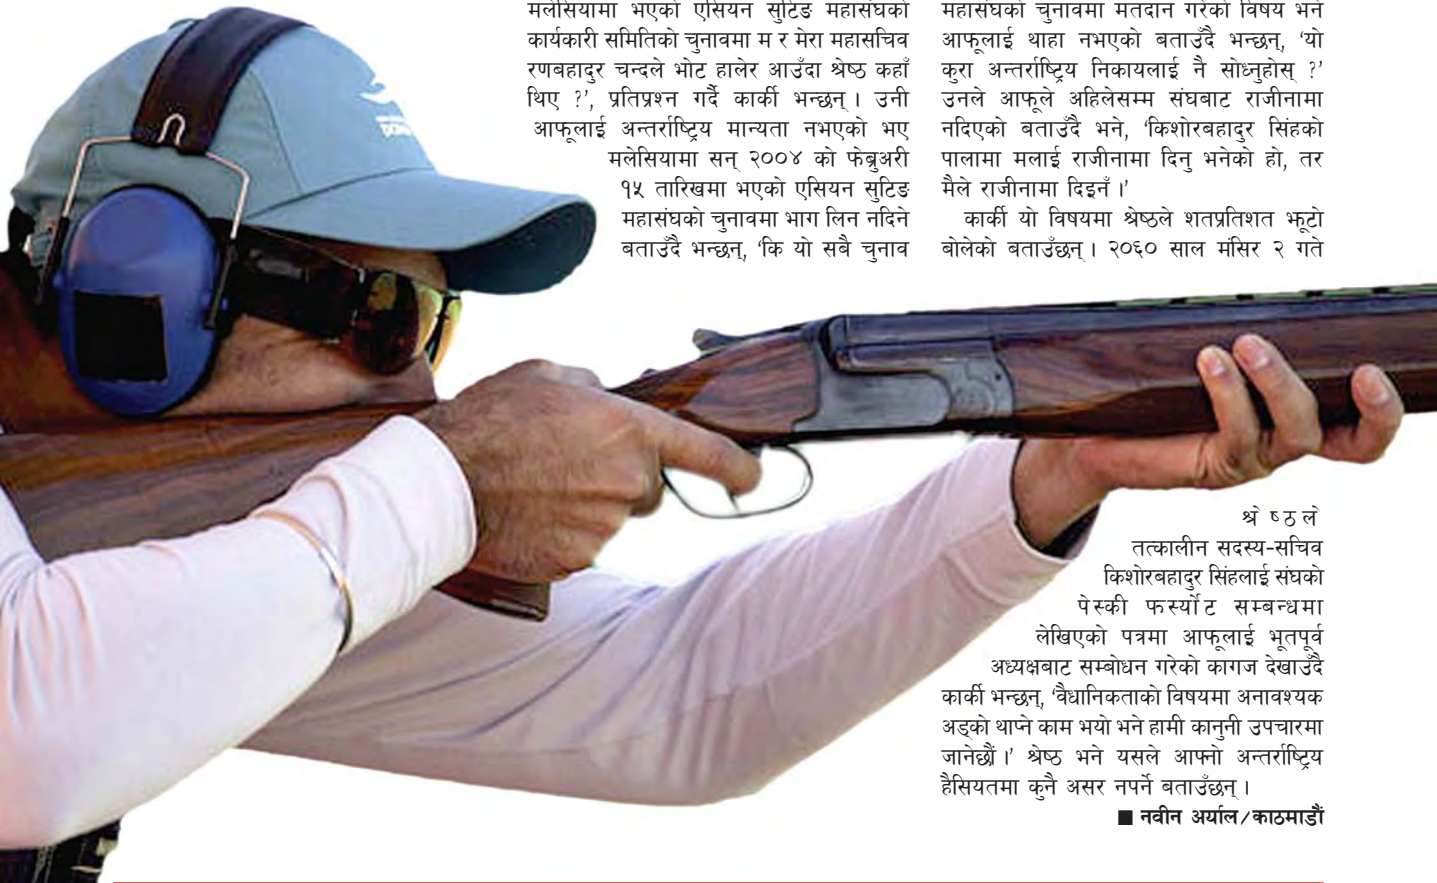 मलेसियामा भएको एसियन सुटिङ महासंघको
कार्यकारी समितिको चुनावमा म र मेरा महासचिव
रणबहादुर चन्दले भोट हालेर आउँदा श्रेष्ठ कहाँ
थिए ?’, प्रतिप्रश्न गर्दै कार्की भन्छन् । उनी
आफूलाई अन्तर्राष्ट्रिय मान्यता नभएको भए
मलेसियामा सन् २००४ को फेब्रुअरी
१५ तारिखमा भएको एसियन सुटिङ
महासंघको चुनावमा भाग लिन नदिने
बताउँदै भन्छन्, ‘कि यो सबै चुनाव
महासंघको चुनावमा मतदान गरेको विषय भने
आफूलाई थाहा नभएको बताउँदै भन्छन्, ‘यो
कुरा अन्तर्राष्ट्रिय निकायलाई नै सोध्नुहोस् ?’
उनले आफूले अहिलेसम्म संघबाट राजीनामा
नदिएको बताउँदै भने, ‘किशोरबहादुर सिंहको
पालामा मलाई राजीनामा दिनु भनेको हो, तर
मैले राजीनामा दिइनँ ।’
कार्की यो विषयमा श्रेष्ठले शतप्रतिशत झूटो
बोलेको बताउँछन् । २०६० साल मंसिर २ गते
श्रेष्ठले
तत्कालीन सदस्य-सचिव
किशोरबहादुर सिंहलाई संघको
पेस्की फर्स्योट सम्बन्धमा
लेखिएको पत्रमा आफूलाई भूतपूर्व
अध्यक्षबाट सम्बोधन गरेको कागज देखाउँदै
कार्की भन्छन्, ‘वैधानिकताको विषयमा अनावश्यक
अड्को थाप्ने काम भयो भने हामी कानुनी उपचारमा
जानेछौं ।’ श्रेष्ठ भने यसले आफ्नो अन्तर्राष्ट्रिय
हैसियतमा कुनै असर नपर्ने बताउँछन् ।
■ नवीन अर्याल/काठमाडौं